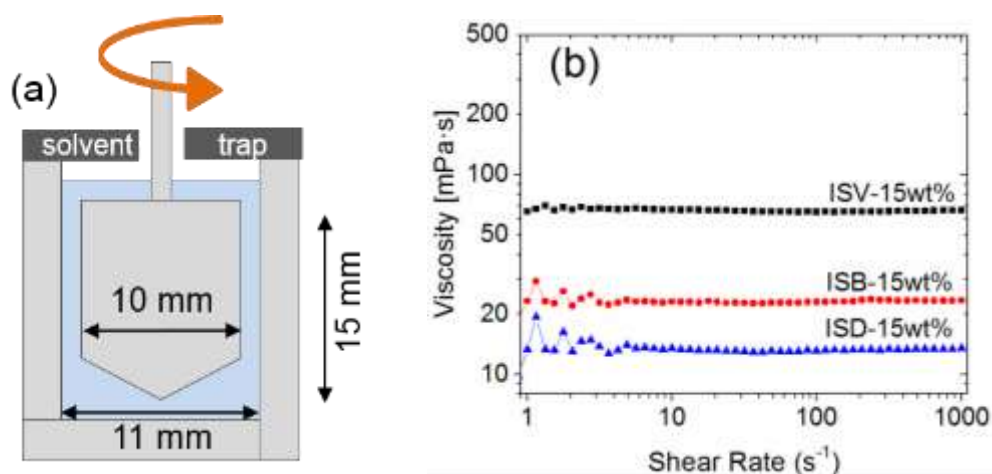 (a)
solvent trap
10 mm
15 mm
11 mm
(b)
Viscosity [mPa·s]
500
200
100
50
20
10
ISV-15wt%
ISB-15wt%
ISD-15wt%
1 10 100 1000
Shear Rate (s⁻¹)